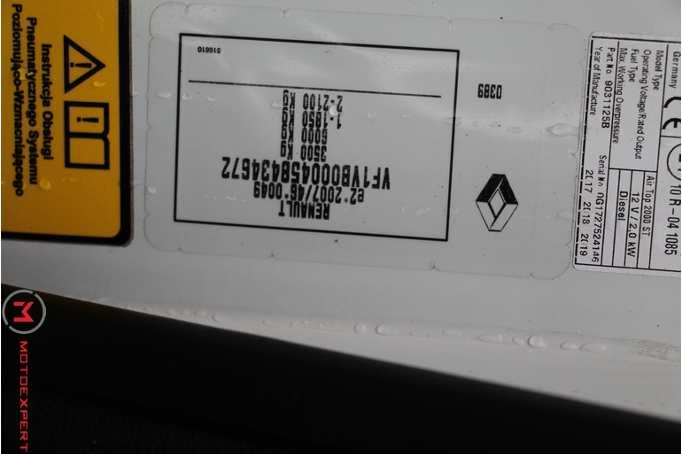 Instrukcja Obsługi
Pneumatycznego Systemu
Poziomująco-Wzmacniającego
RENAULT
e2*2007/46*0049
VF1VB000458434672
3500 KG
6000 KG
1-1850 KG
2-2100 KG
516610
0389
Germany
Model Type
Air Top 2000 ST
Operating Voltage/Rated Output
12 V / 2,0 kW
Fuel Type
Diesel
Max. Working Overpressure
Part No. 9031125B
Serial No. DG1727524146
Year of Manufacture
2017 2018 2019
10 R - 04 1085
M
MOTOEXPERT